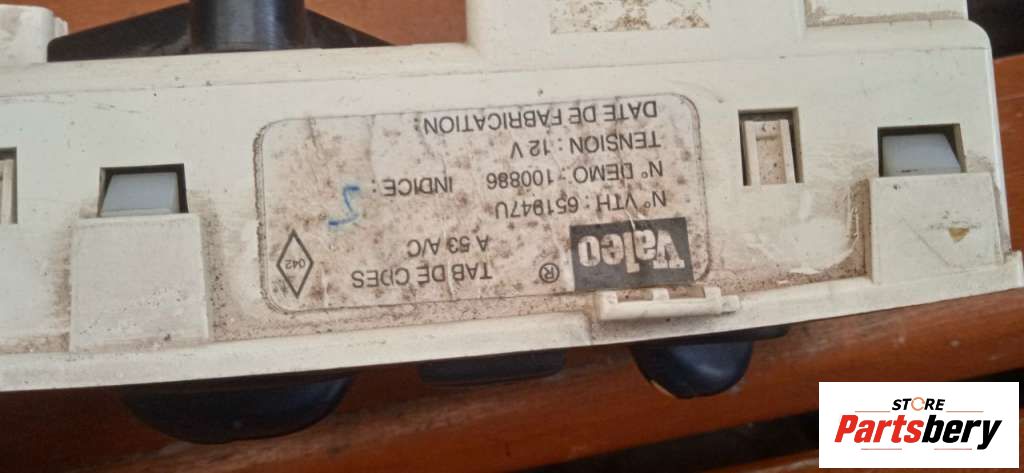 Valeo ®
TAB DE CDES
A 53 A/C
042
N° VTH : 651947U
N° DEMO : 100886 INDICE :
TENSION : 12 V
DATE DE FABRICATION :
STORE
Partsbery